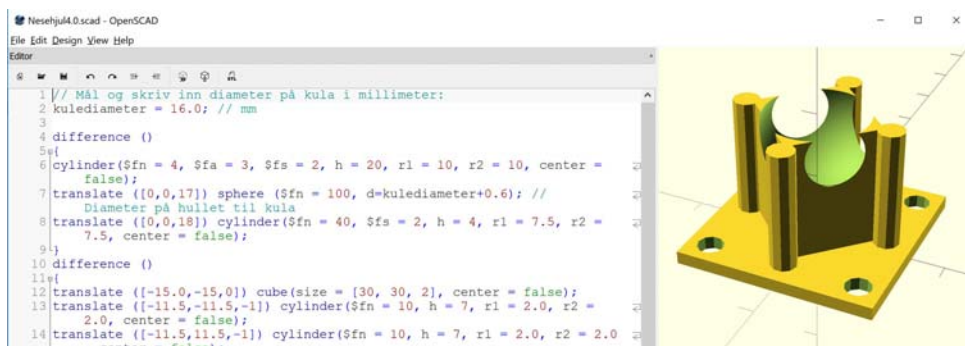 Nesehjul4.0.scad - OpenSCAD
File Edit Design View Help
Editor
1 // Mål og skriv inn diameter på kula i millimeter:
2 kulediameter = 16.0; // mm
3
4 difference ()
5 {
6 cylinder($fn = 4, $fa = 3, $fs = 2, h = 20, r1 = 10, r2 = 10, center =
false);
7 translate ([0,0,17]) sphere ($fn = 100, d=kulediameter+0.6); //
Diameter på hullet til kula
8 translate ([0,0,18]) cylinder($fn = 40, $fs = 2, h = 4, r1 = 7.5, r2 =
7.5, center = false);
9 }
10 difference ()
11 {
12 translate ([-15.0,-15,0]) cube(size = [30, 30, 2], center = false);
13 translate ([-11.5,-11.5,-1]) cylinder($fn = 10, h = 7, r1 = 2.0, r2 =
2.0, center = false);
14 translate ([-11.5,11.5,-1]) cylinder($fn = 10, h = 7, r1 = 2.0, r2 = 2.0